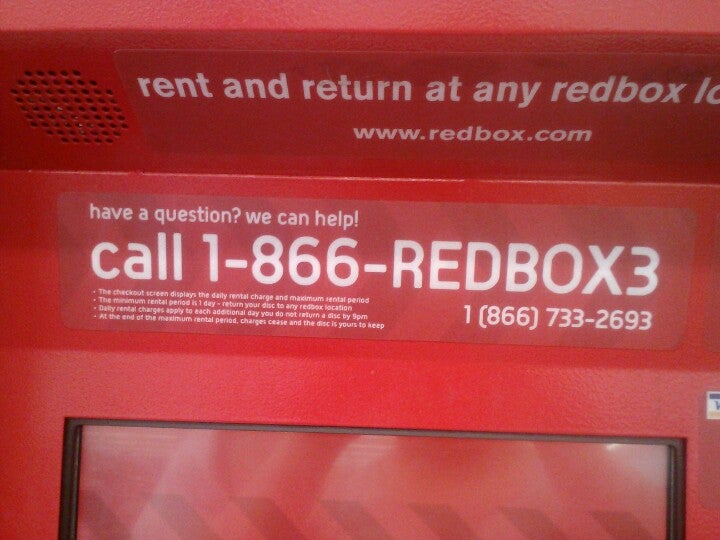 rent and return at any redbox lo
www.redbox.com
have a question? we can help!
call 1-866-REDBOX3
• The checkout screen displays the daily rental charge and maximum rental period
• The minimum rental period is 1 day - return your disc to any redbox location
• Daily rental charges apply to each additional day you do not return a disc by 9pm
• At the end of the maximum rental period, charges cease and the disc is yours to keep
1 (866) 733-2693